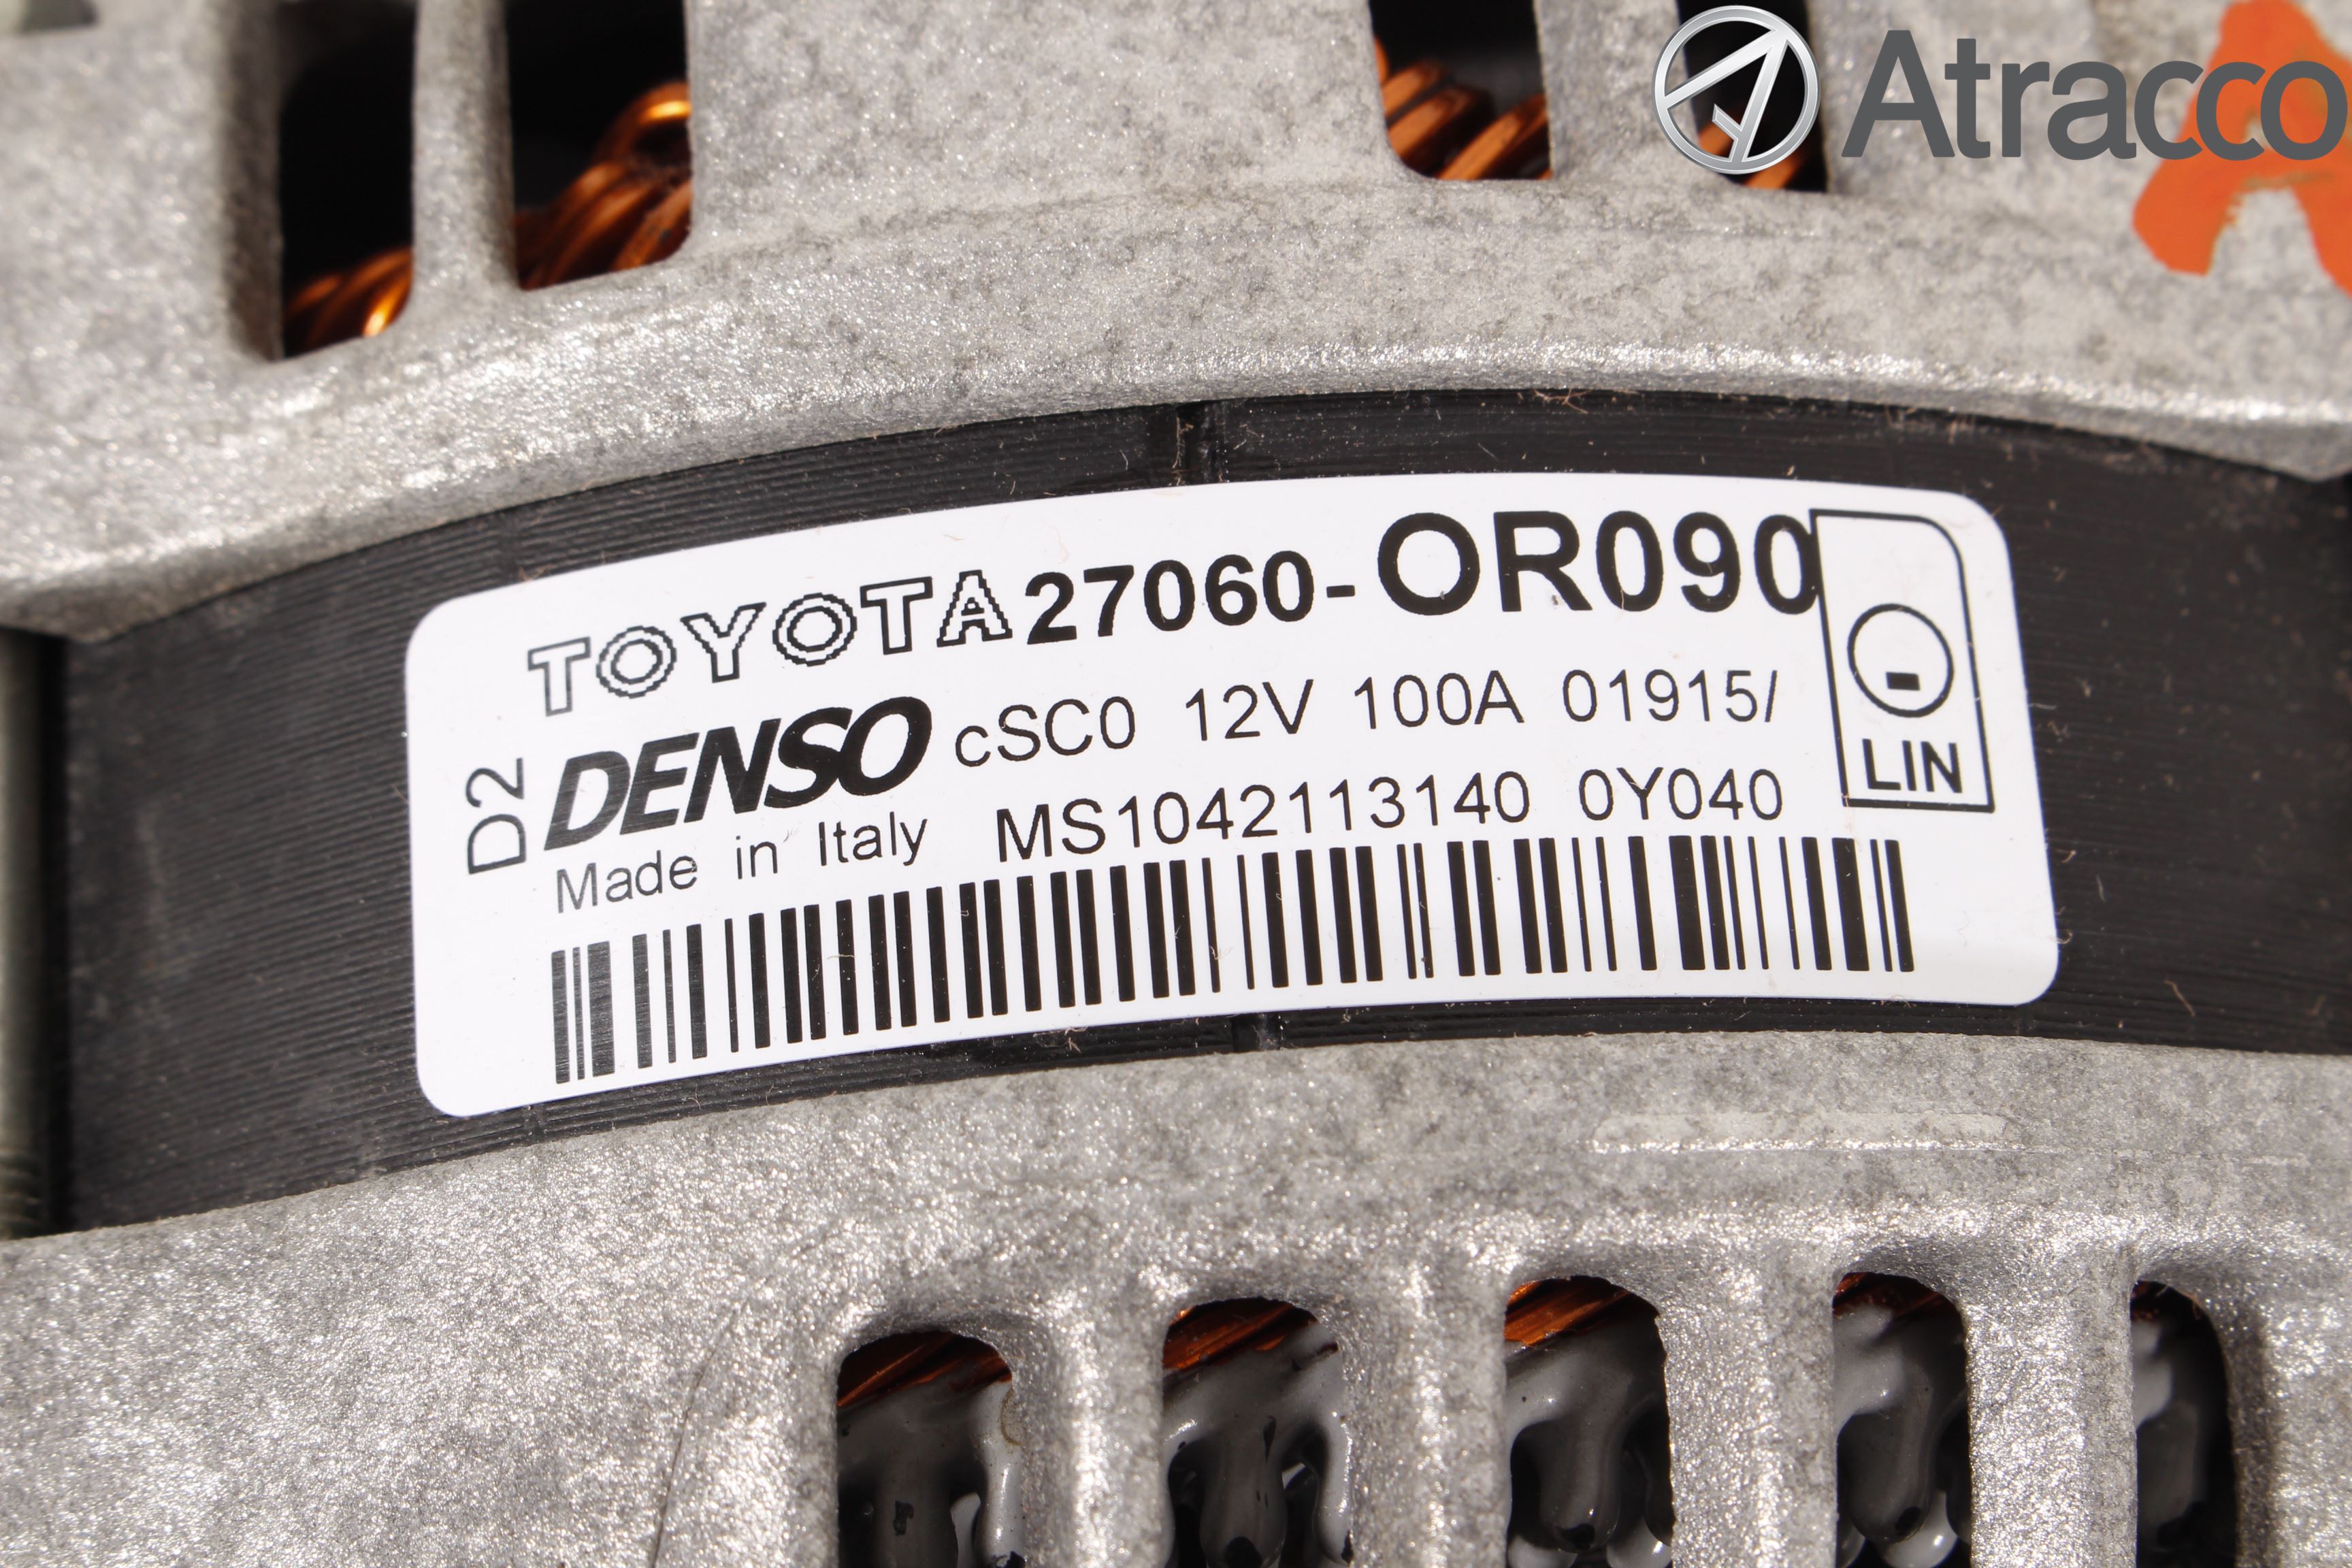 Atracco
TOYOTA 27060-OR090
D2
DENSO cSC0 12V 100A 01915/
Made in Italy MS1042113140 0Y040
LIN